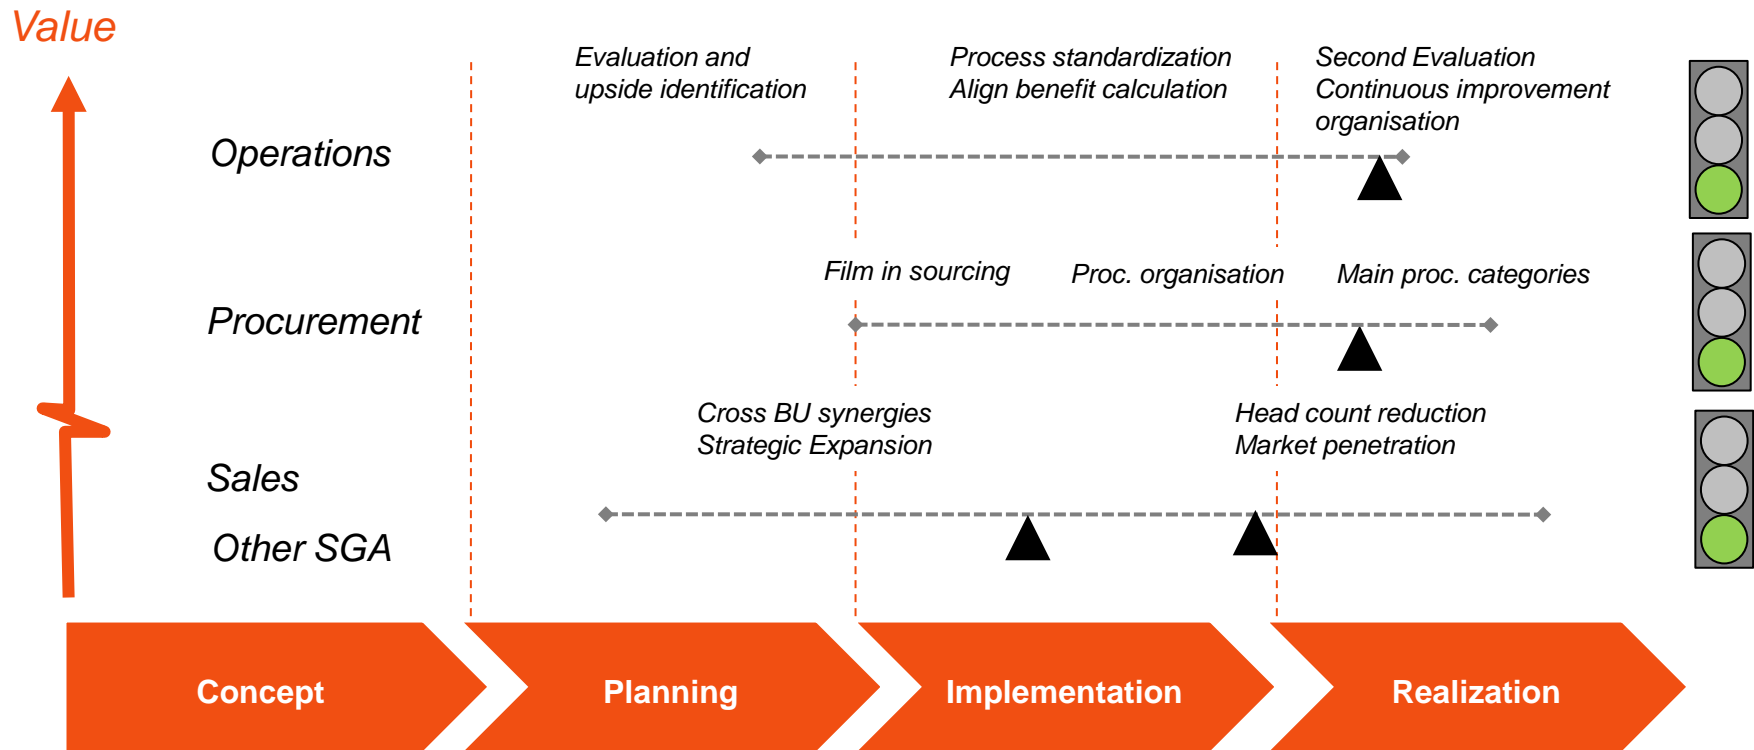 Value
Evaluation and
upside identification
Process standardization
Align benefit calculation
Second Evaluation
Continuous improvement
organisation
Operations
Film in sourcing
Proc. organisation
Main proc. categories
Procurement
Cross BU synergies
Strategic Expansion
Head count reduction
Market penetration
Sales
Other SGA
Concept
Planning
Implementation
Realization